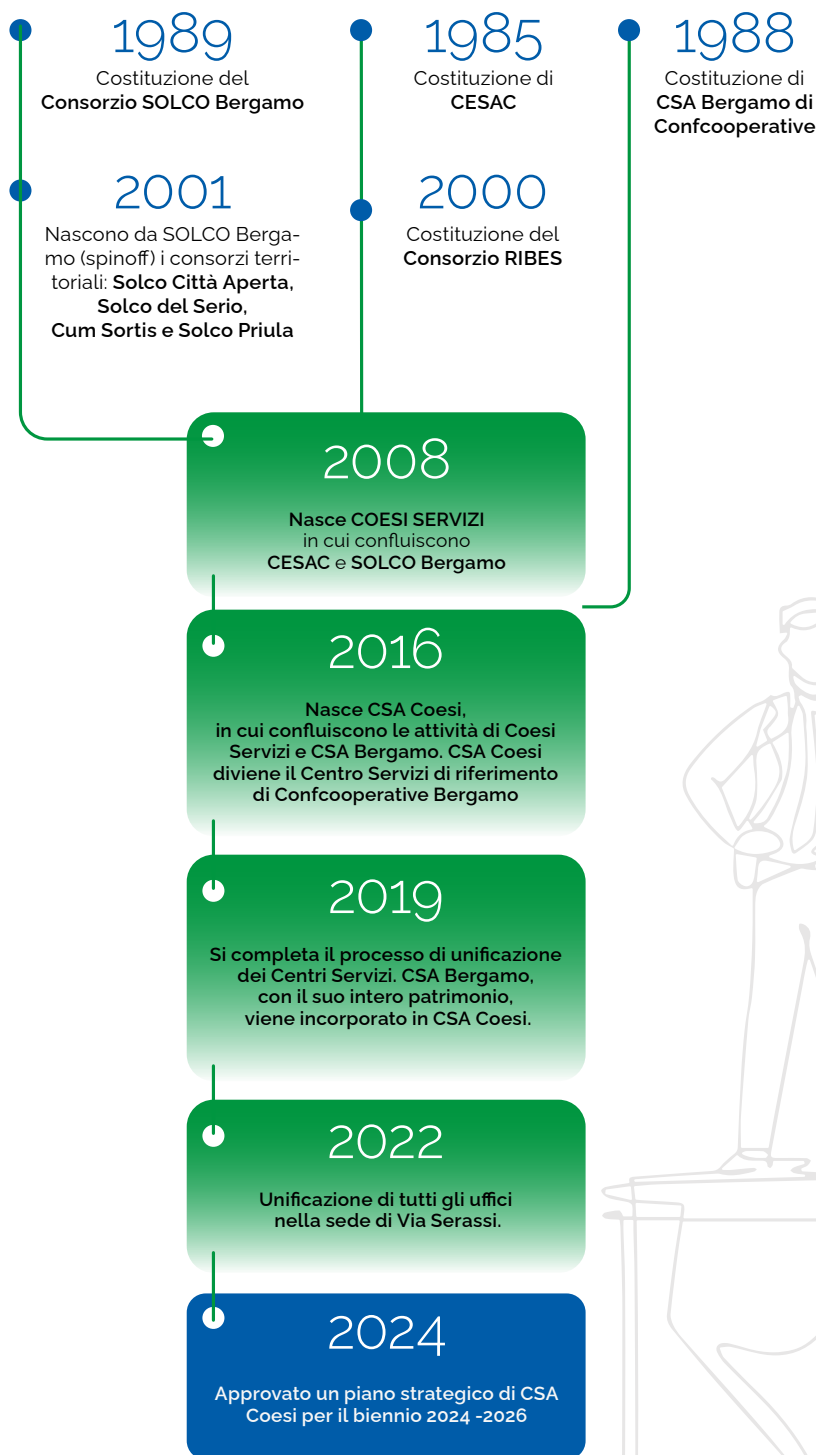 1989
Costituzione del
Consorzio SOLCO Bergamo
2001
Nascono da SOLCO Berga-
mo (spinoff) i consorzi terri-
toriali: Solco Città Aperta,
Solco del Serio,
Cum Sortis e Solco Priula
1985
Costituzione di
CESAC
2000
Costituzione del
Consorzio RIBES
1988
Costituzione di
CSA Bergamo di
Confcooperative
2008
Nasce COESI SERVIZI
in cui confluiscono
CESAC e SOLCO Bergamo
2016
Nasce CSA Coesi,
in cui confluiscono le attività di Coesi
Servizi e CSA Bergamo. CSA Coesi
diviene il Centro Servizi di riferimento
di Confcooperative Bergamo
2019
Si completa il processo di unificazione
dei Centri Servizi. CSA Bergamo,
con il suo intero patrimonio,
viene incorporato in CSA Coesi.
2022
Unificazione di tutti gli uffici
nella sede di Via Serassi.
2024
Approvato un piano strategico di CSA
Coesi per il biennio 2024 -2026